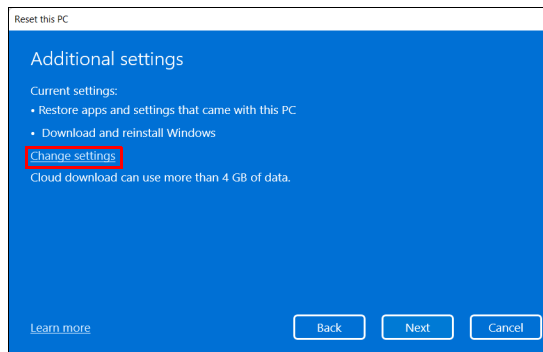 Reset this PC
Additional settings
Current settings:
• Restore apps and settings that came with this PC
• Download and reinstall Windows
Change settings
Cloud download can use more than 4 GB of data.
Learn more
Back
Next
Cancel